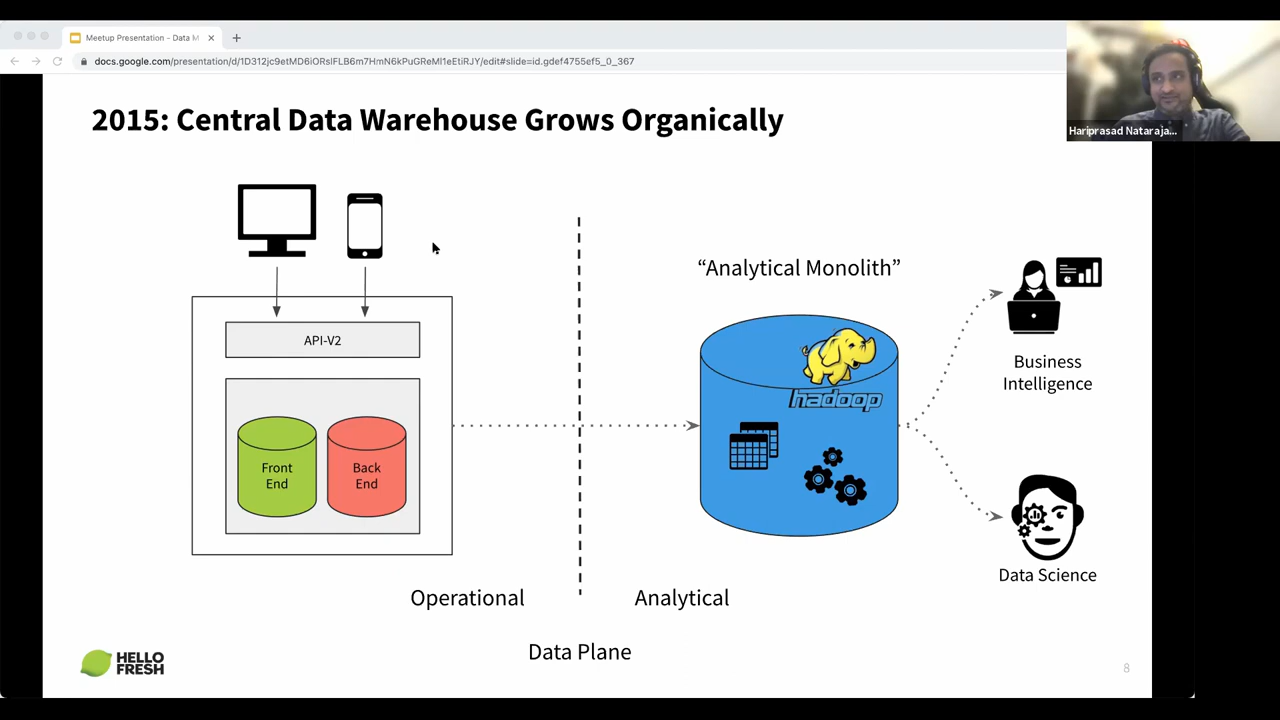 Meetup Presentation - Data M
docs.google.com/presentation/d/1D312jc9etMD6iORsIFLB6m7HmN6kPuGReMl1eEtiRJY/edit#slide=id.gdef4755ef5_0_367
Hariprasad Nataraja...
2015: Central Data Warehouse Grows Organically
API-V2
Front
End
Back
End
“Analytical Monolith”
hadoop
Business
Intelligence
Data Science
Operational
Analytical
Data Plane
HELLO
FRESH
8